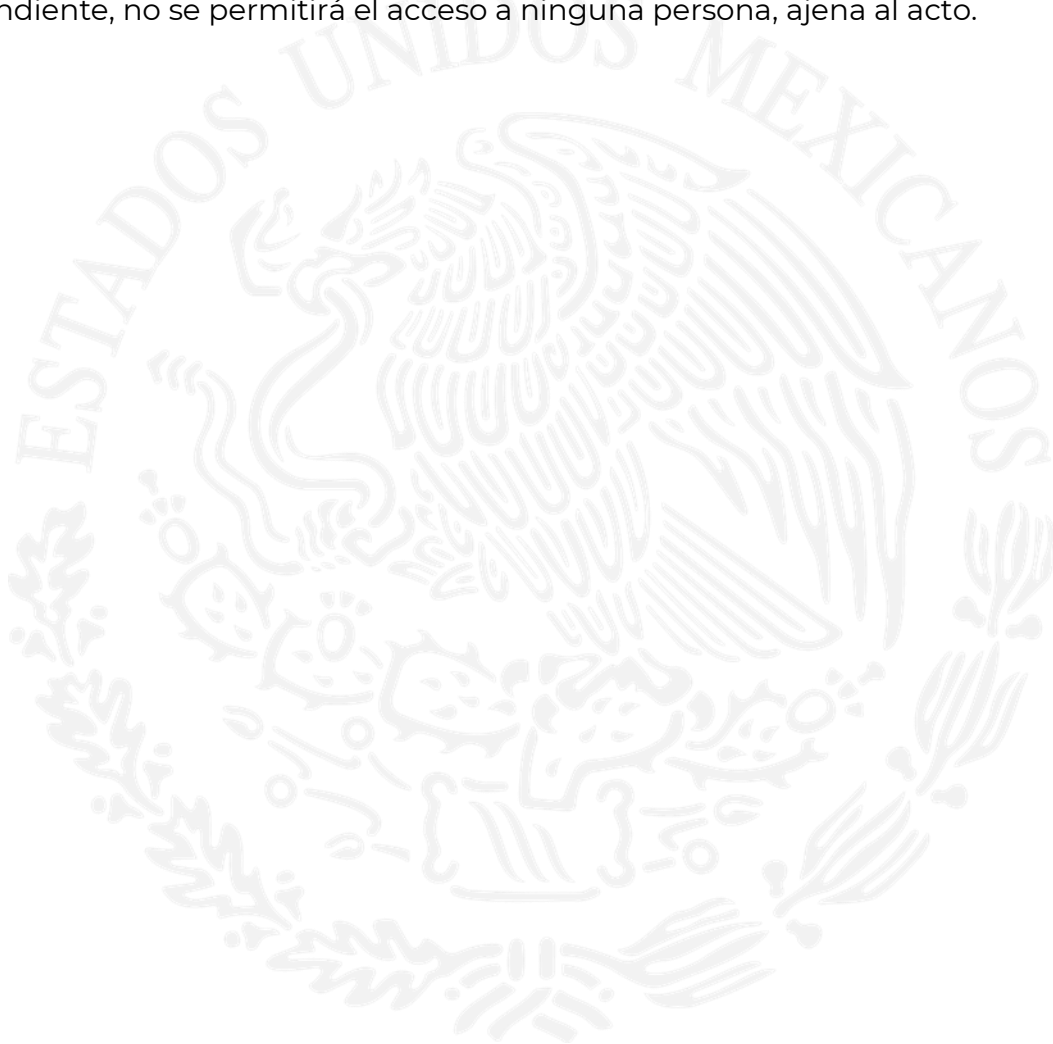 ndiente, no se permitirá el acceso a ninguna persona, ajena al acto.
ESTADOS UNIDOS MEXICANOS